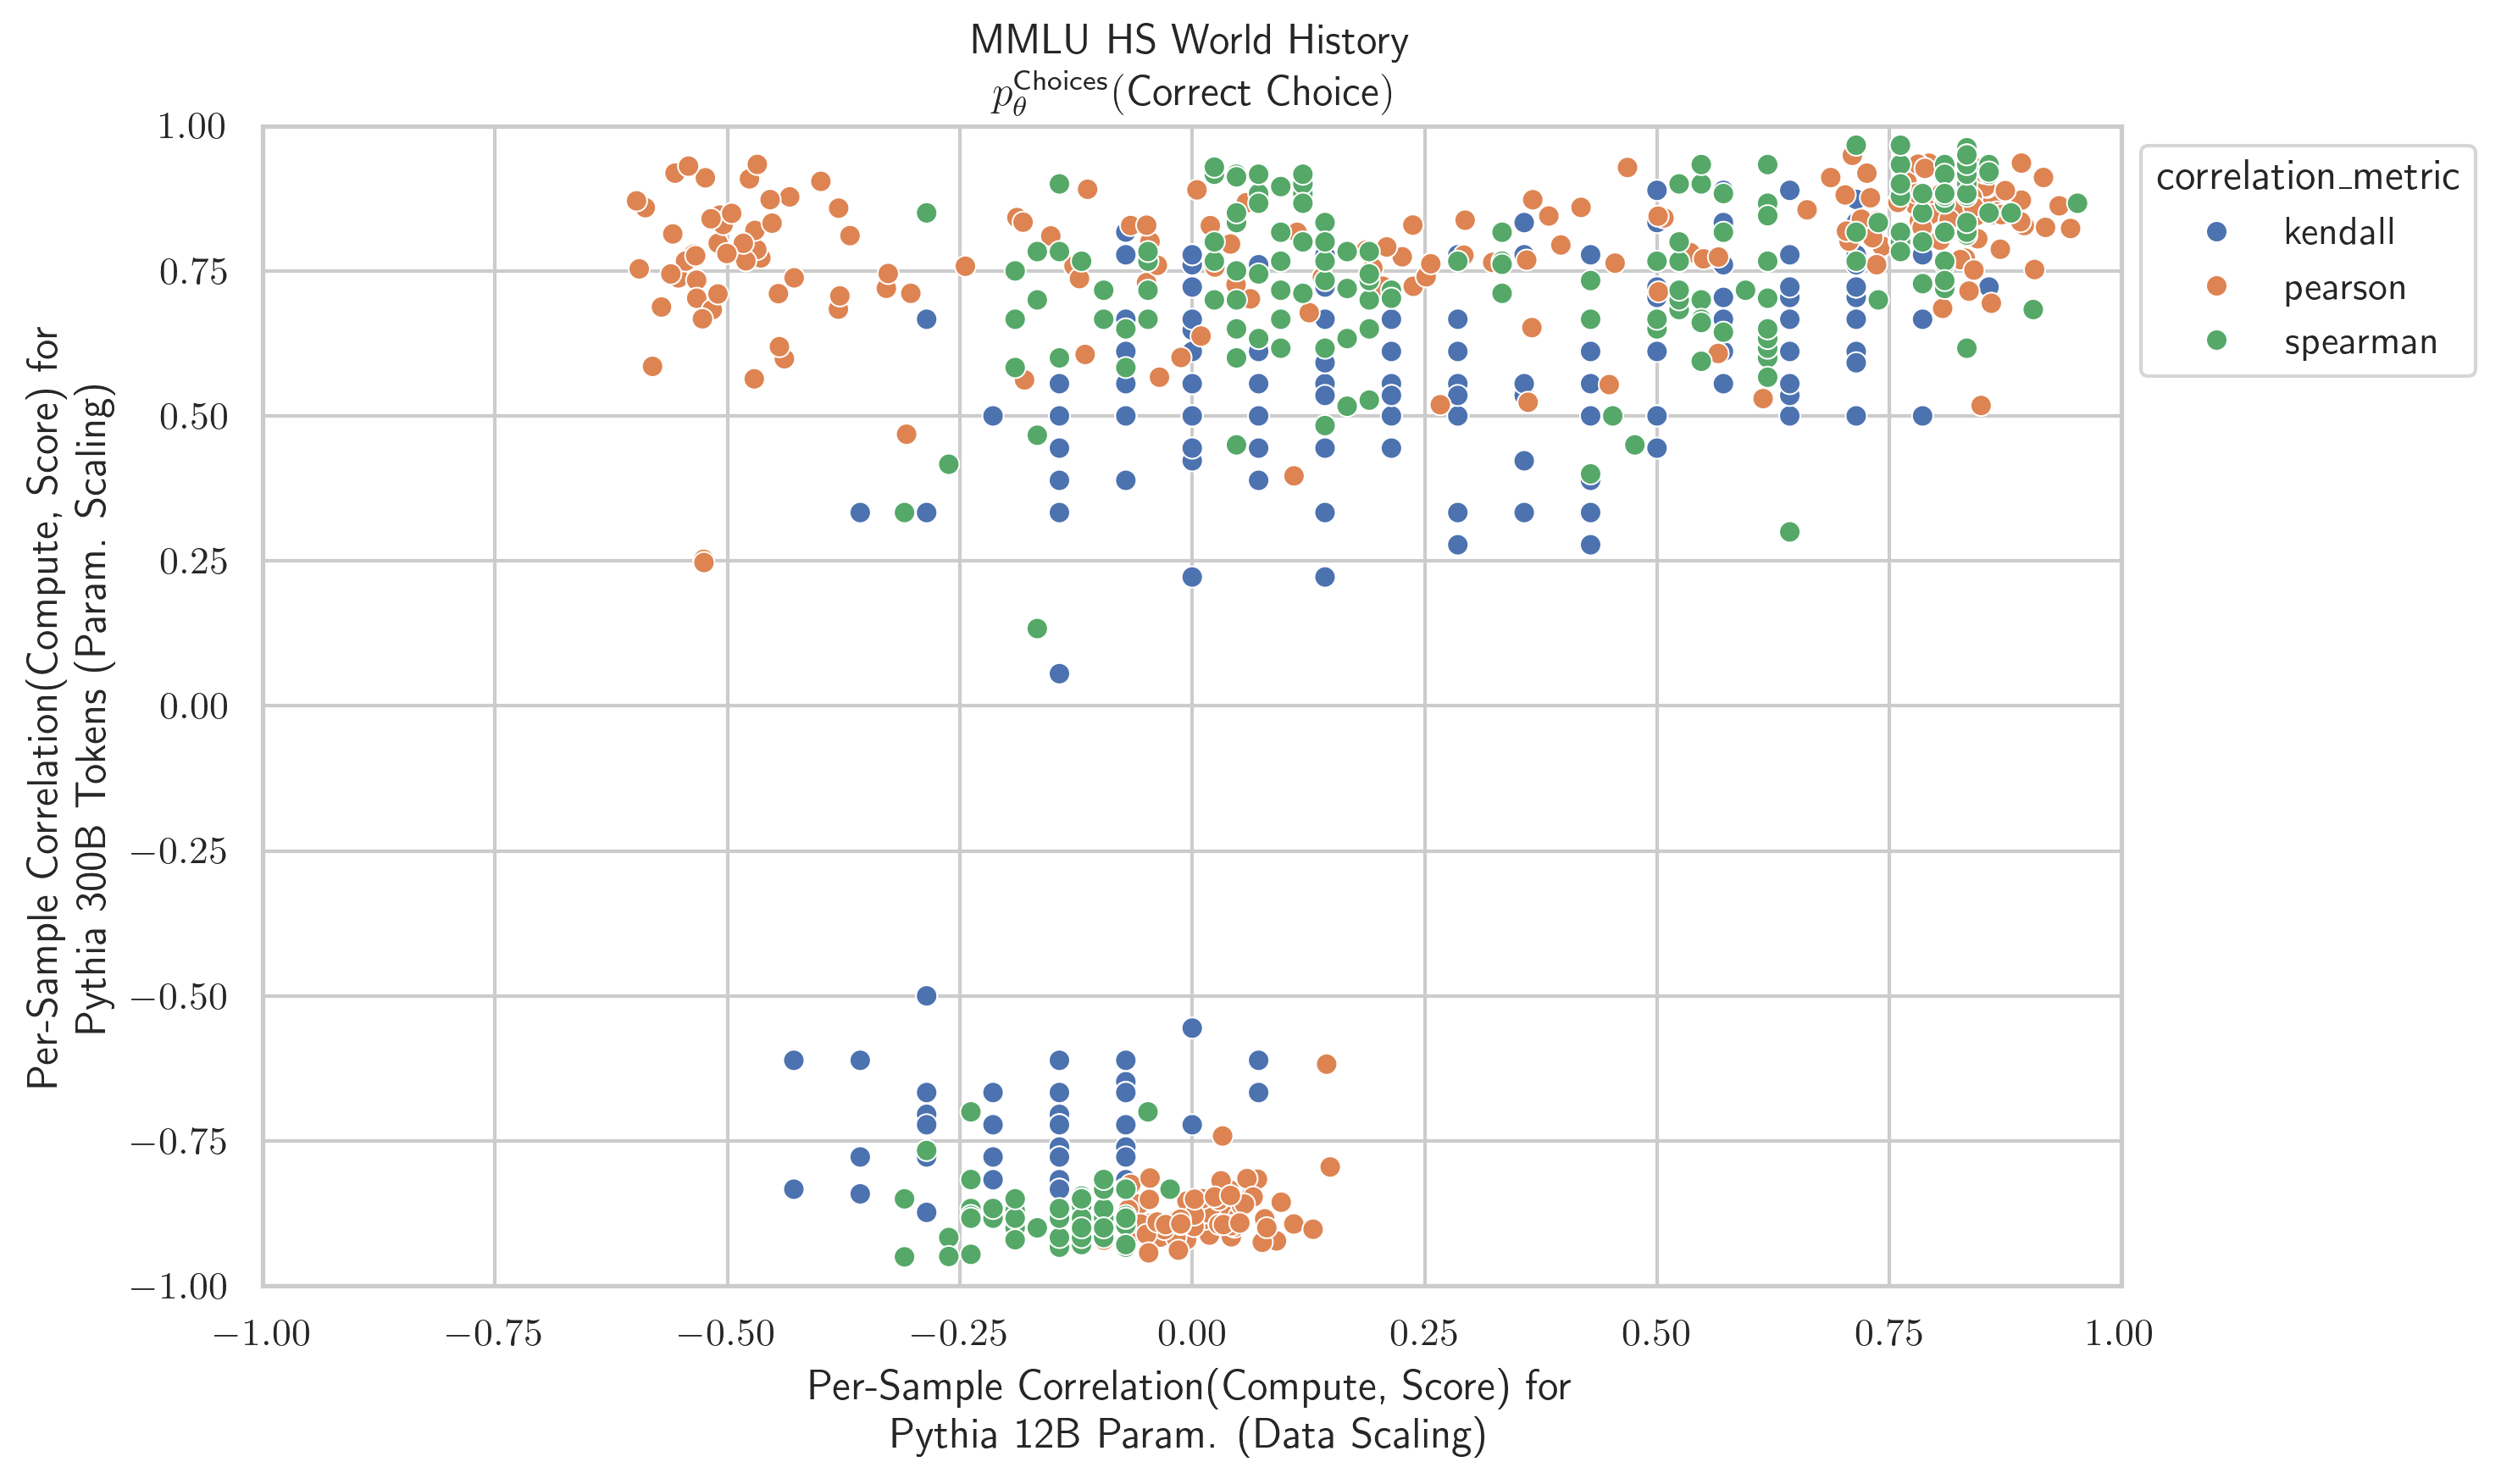 MMLU HS World History
p_θ^Choices(Correct Choice)
1.00
0.75
0.50
0.25
0.00
−0.25
−0.50
−0.75
−1.00
Per-Sample Correlation(Compute, Score) for
Pythia 300B Tokens (Param. Scaling)
correlation_metric
kendall
pearson
spearman
−1.00 −0.75 −0.50 −0.25 0.00 0.25 0.50 0.75 1.00
Per-Sample Correlation(Compute, Score) for
Pythia 12B Param. (Data Scaling)